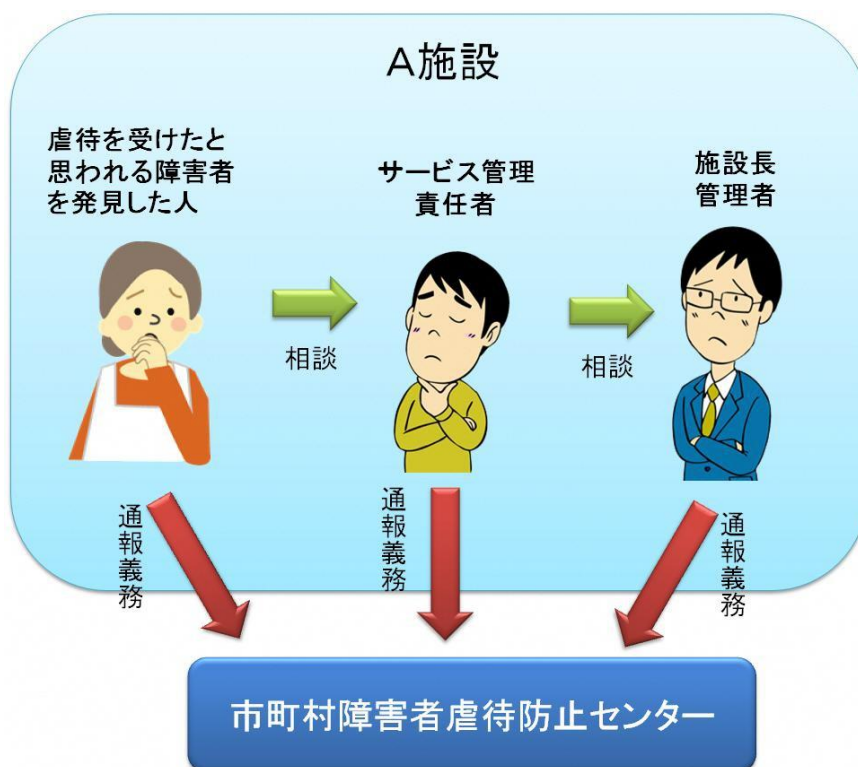 A施設
虐待を受けたと
思われる障害者
を発見した人
サービス管理
責任者
施設長
管理者
相談
相談
通報義務
通報義務
通報義務
市町村障害者虐待防止センター